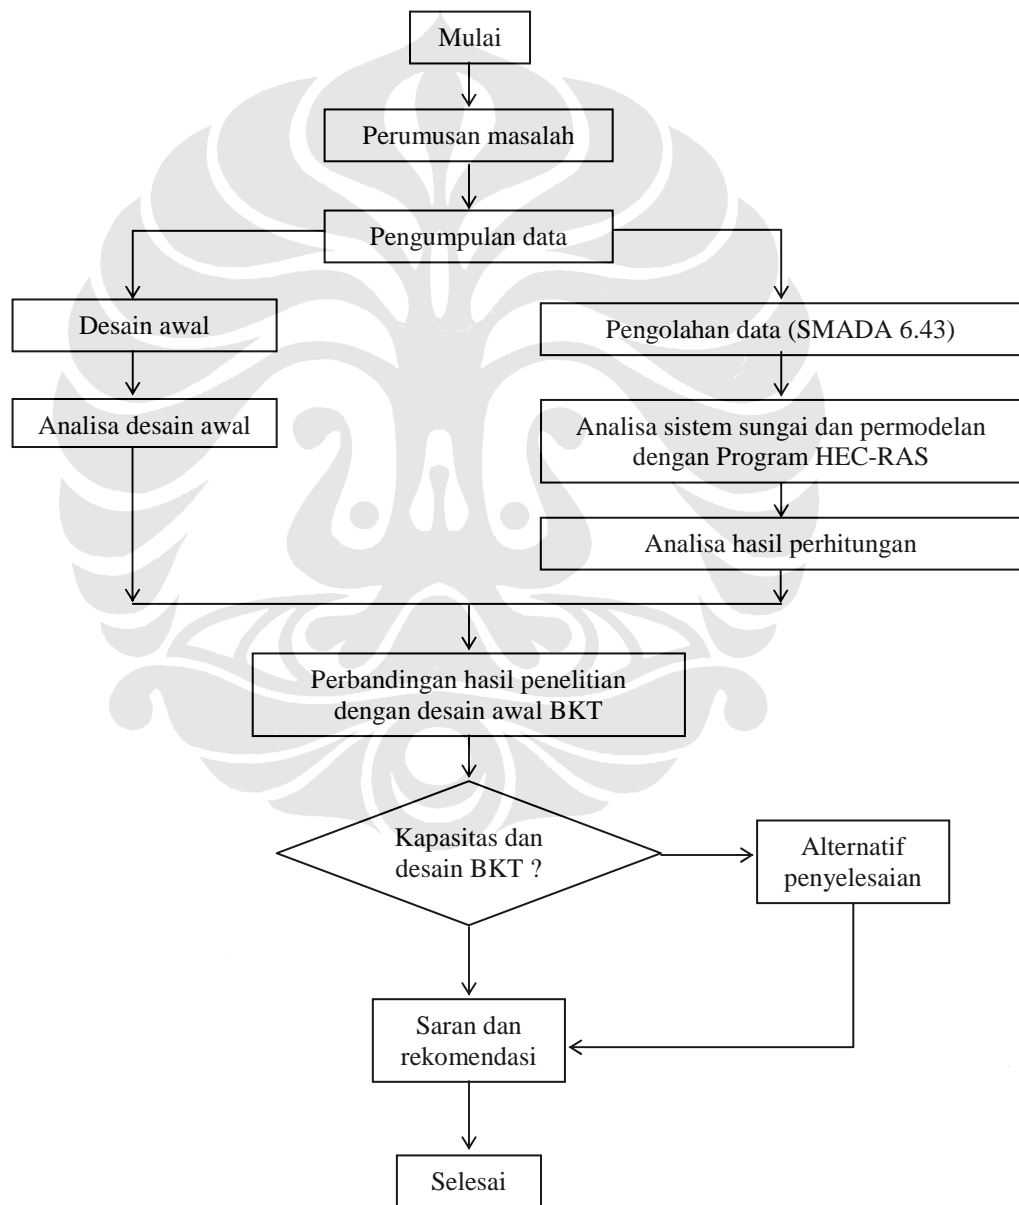 Mulai
Perumusan masalah
Pengumpulan data
Desain awal
Analisa desain awal
Pengolahan data (SMADA 6.43)
Analisa sistem sungai dan permodelan
dengan Program HEC-RAS
Analisa hasil perhitungan
Perbandingan hasil penelitian
dengan desain awal BKT
Kapasitas dan
desain BKT ?
Alternatif
penyelesaian
Saran dan
rekomendasi
Selesai